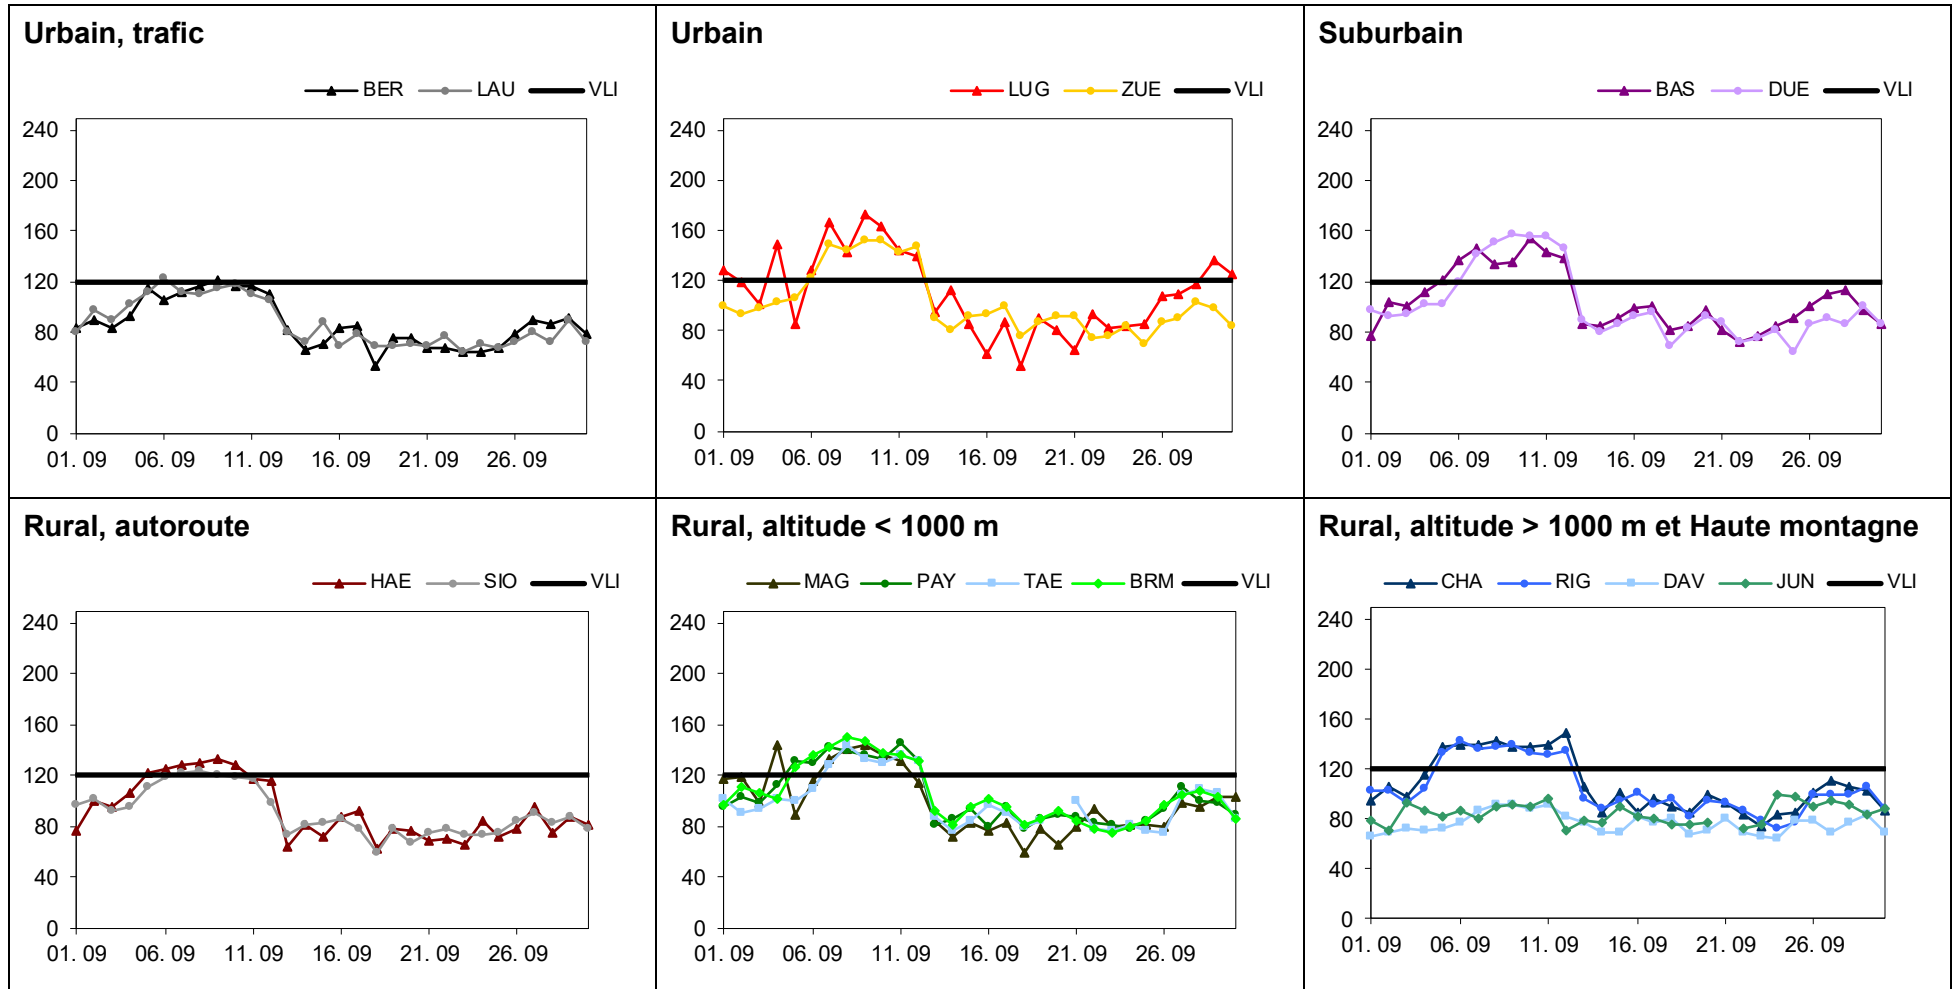 Urbain, trafic
BER LAU VLI
240
200
160
120
80
40
0
01. 09 06. 09 11. 09 16. 09 21. 09 26. 09
Urbain
LUG ZUE VLI
240
200
160
120
80
40
0
01. 09 06. 09 11. 09 16. 09 21. 09 26. 09
Suburbain
BAS DUE VLI
240
200
160
120
80
40
0
01. 09 06. 09 11. 09 16. 09 21. 09 26. 09
Rural, autoroute
HAE SIO VLI
240
200
160
120
80
40
0
01. 09 06. 09 11. 09 16. 09 21. 09 26. 09
Rural, altitude < 1000 m
MAG PAY TAE BRM VLI
240
200
160
120
80
40
0
01. 09 06. 09 11. 09 16. 09 21. 09 26. 09
Rural, altitude > 1000 m et Haute montagne
CHA RIG DAV JUN VLI
240
200
160
120
80
40
0
01. 09 06. 09 11. 09 16. 09 21. 09 26. 09